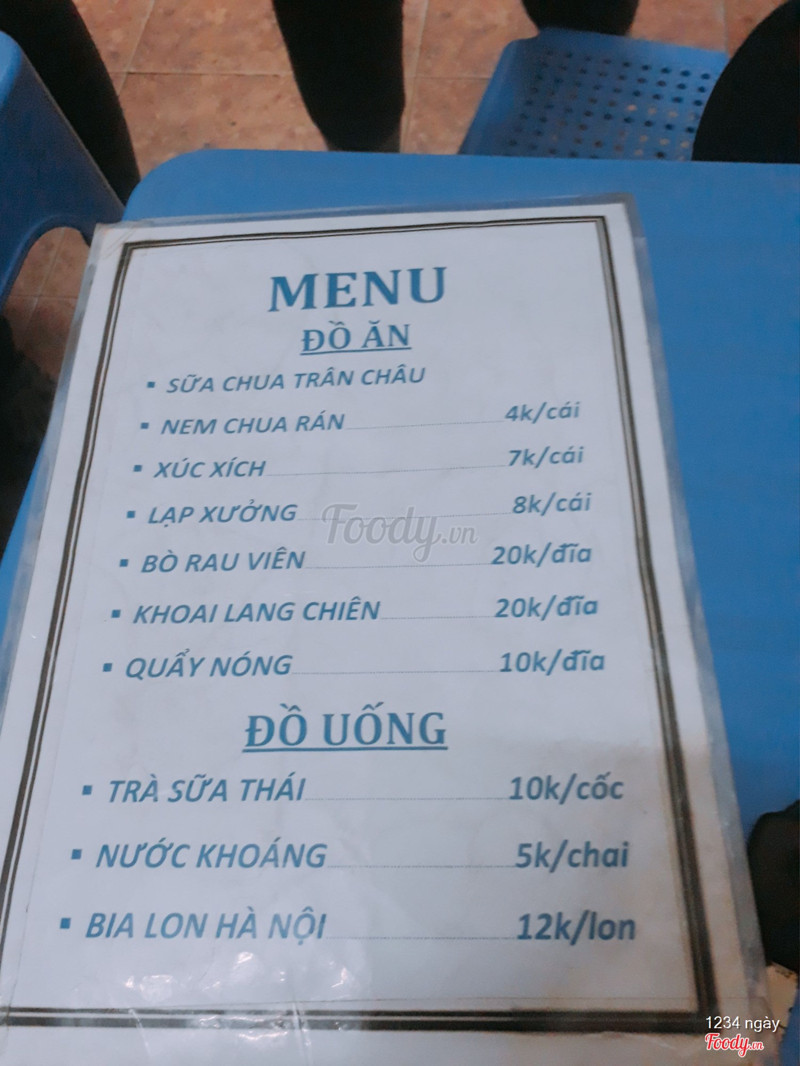 MENU
ĐỒ ĂN
▪ SỮA CHUA TRÂN CHÂU
▪ NEM CHUA RÁN 4k/cái
▪ XÚC XÍCH 7k/cái
▪ LẠP XƯỞNG 8k/cái
Foody.vn
▪ BÒ RAU VIÊN 20k/đĩa
▪ KHOAI LANG CHIÊN 20k/đĩa
▪ QUẨY NÓNG 10k/đĩa
ĐỒ UỐNG
▪ TRÀ SỮA THÁI 10k/cốc
▪ NƯỚC KHOÁNG 5k/chai
▪ BIA LON HÀ NỘI 12k/lon
1234 ngày
Foody.vn